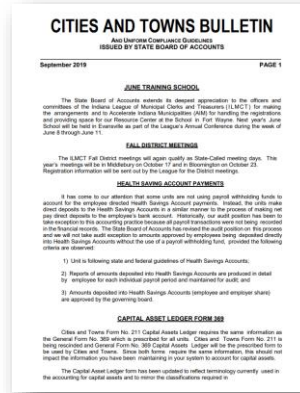 CITIES AND TOWNS BULLETIN
AND UNIFORM COMPLIANCE GUIDELINES
ISSUED BY STATE BOARD OF ACCOUNTS
September 2019 PAGE 1
JUNE TRAINING SCHOOL
The State Board of Accounts extends its deepest appreciation to the officers and
committees of the Indiana League of Municipal Clerks and Treasurers (ILMCT) for making
the arrangements and to Accelerate Indiana Municipalities (AIM) for handling the registrations
and providing space for our Resource Center at the School in Fort Wayne. Next year's June
School will be held in Evansville as part of the League's Annual Conference during the week of
June 8 through June 11.
FALL DISTRICT MEETINGS
The ILMCT Fall District meetings will again qualify as State-Called meeting days. This
year's meetings will be in Middlebury on October 17 and in Bloomington on October 23.
Registration information will be sent out by the League for the District meetings.
HEALTH SAVING ACCOUNT PAYMENTS
It has come to our attention that some units are not using payroll withholding funds to
account for the employee directed Health Savings Account payments. Instead, the units make
direct deposits to the Health Savings Accounts in a similar manner to the process of making net
pay direct deposits to the employee's bank account. Historically, our audit position has been to
take exception to this accounting practice because all payroll transactions were not being recorded
in the financial records. The State Board of Accounts has revised the audit position on this process
and we will not take audit exception to amounts approved by employees being deposited directly
into Health Savings Accounts without the use of a payroll withholding fund, provided the following
criteria are observed:
1) Unit is following state and federal guidelines of Health Savings Accounts;
2) Reports of amounts deposited into Health Savings Accounts are produced in detail
by employee for each individual payroll period and maintained for audit; and
3) Amounts deposited into Health Savings Accounts (employee and employer share)
are approved by the governing board.
CAPITAL ASSET LEDGER FORM 369
Cities and Towns Form No. 211 Capital Assets Ledger requires the same information as
the General Form No. 369 which is prescribed for all units. Cities and Towns Form No. 211 is
being rescinded and General Form No. 369 Capital Assets Ledger will be the prescribed form to
be used by Cities and Towns. Since both forms require the same information, this should not
impact the information you have been maintaining in your system to account for capital assets.
The Capital Asset Ledger form has been updated to reflect terminology currently used in
the accounting for capital assets and to mirror the classifications required in